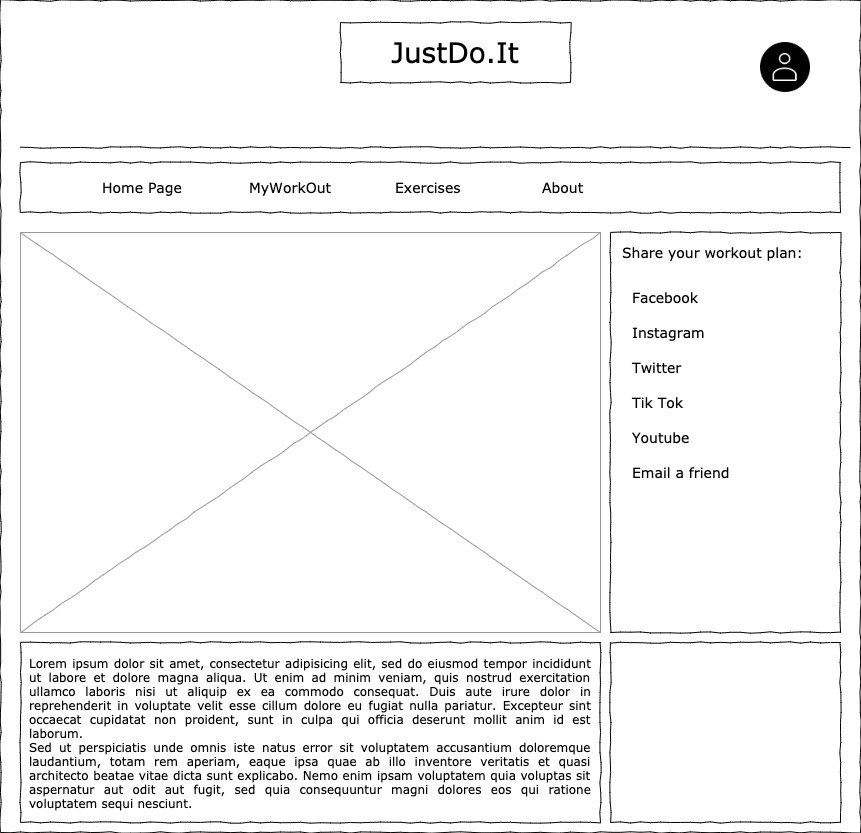 JustDo.It
Home Page MyWorkOut Exercises About
Share your workout plan:
Facebook
Instagram
Twitter
Tik Tok
Youtube
Email a friend
Lorem ipsum dolor sit amet, consectetur adipisicing elit, sed do eiusmod tempor incididunt
ut labore et dolore magna aliqua. Ut enim ad minim veniam, quis nostrud exercitation
ullamco laboris nisi ut aliquip ex ea commodo consequat. Duis aute irure dolor in
reprehenderit in voluptate velit esse cillum dolore eu fugiat nulla pariatur. Excepteur sint
occaecat cupidatat non proident, sunt in culpa qui officia deserunt mollit anim id est
laborum.
Sed ut perspiciatis unde omnis iste natus error sit voluptatem accusantium doloremque
laudantium, totam rem aperiam, eaque ipsa quae ab illo inventore veritatis et quasi
architecto beatae vitae dicta sunt explicabo. Nemo enim ipsam voluptatem quia voluptas sit
aspernatur aut odit aut fugit, sed quia consequuntur magni dolores eos qui ratione
voluptatem sequi nesciunt.